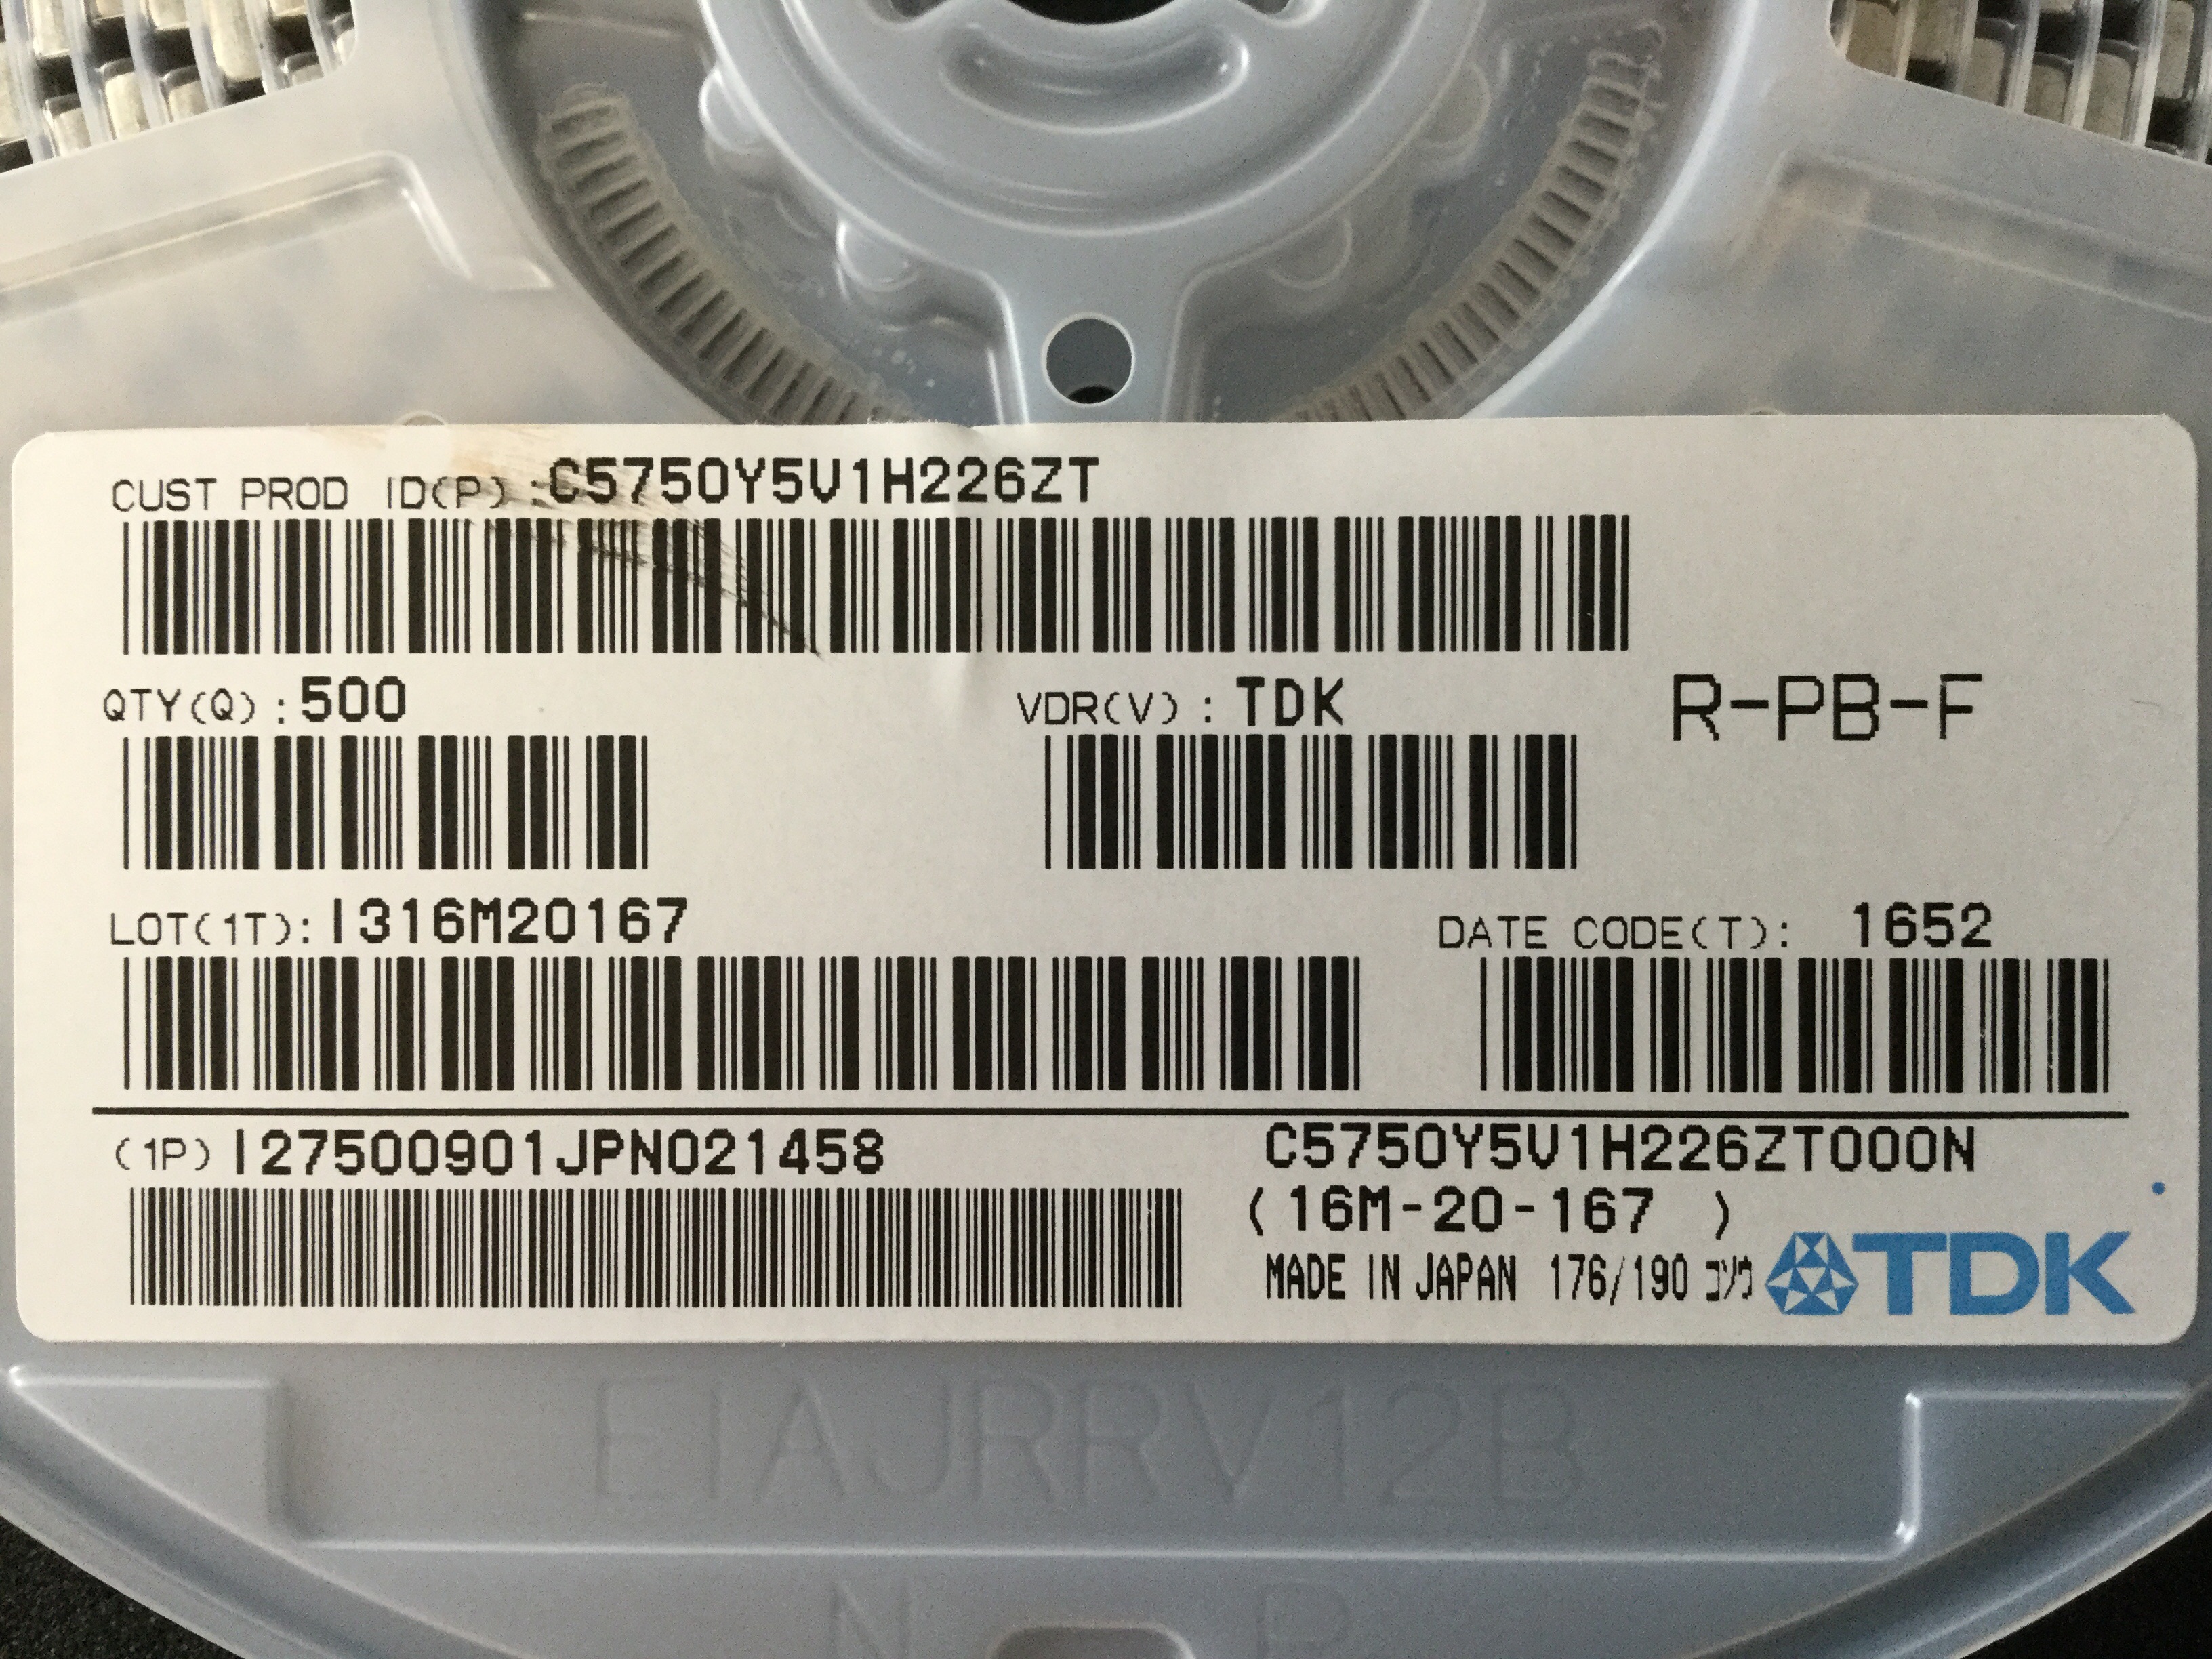 CUST PROD ID(P) :C5750Y5V1H226ZT
QTY(Q) : 500
VDR(V) : TDK
R-PB-F
LOT(1T): I316M20167
DATE CODE(T): 1652
(1P) I27500901JPN021458
C5750Y5V1H226ZT000N
( 16M-20-167 )
MADE IN JAPAN 176/190 コソウ
TDK
EIAJRRV12B
N P